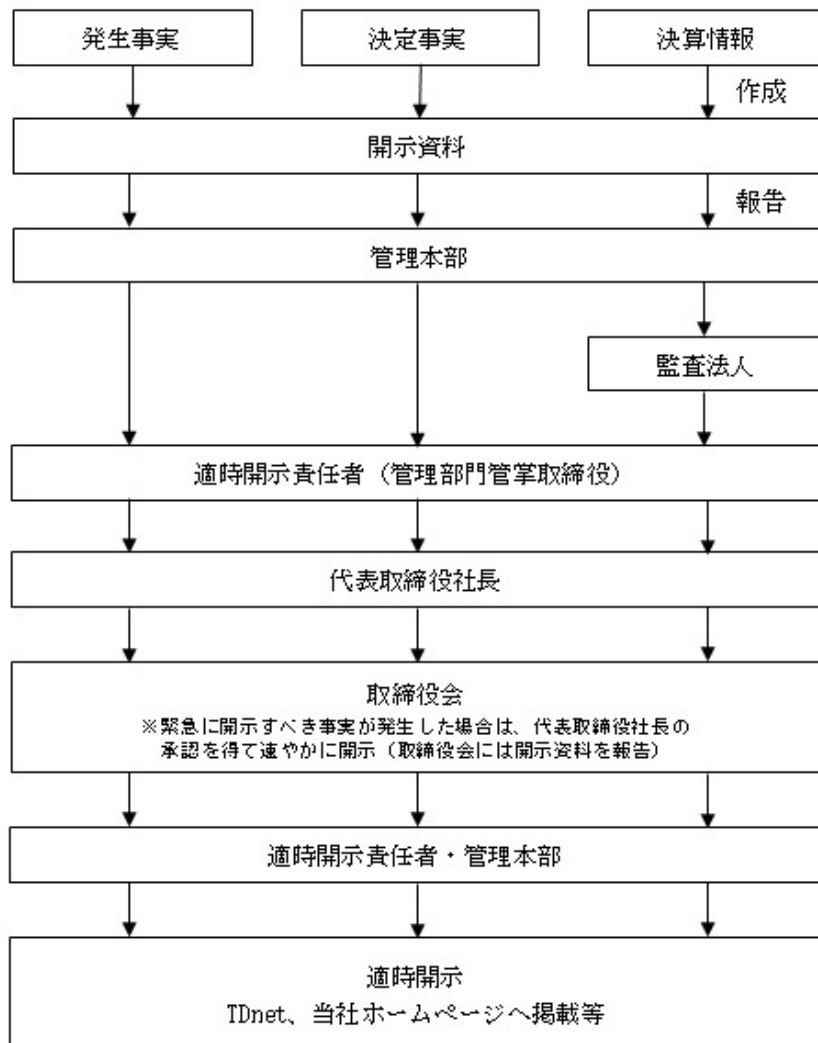 発生事実
決定事実
決算情報
作成
開示資料
報告
管理本部
監査法人
適時開示責任者（管理部門管掌取締役）
代表取締役社長
取締役会
※緊急に開示すべき事実が発生した場合は、代表取締役社長の
承認を得て速やかに開示（取締役会には開示資料を報告）
適時開示責任者・管理本部
適時開示
TDnet、当社ホームページへ掲載等